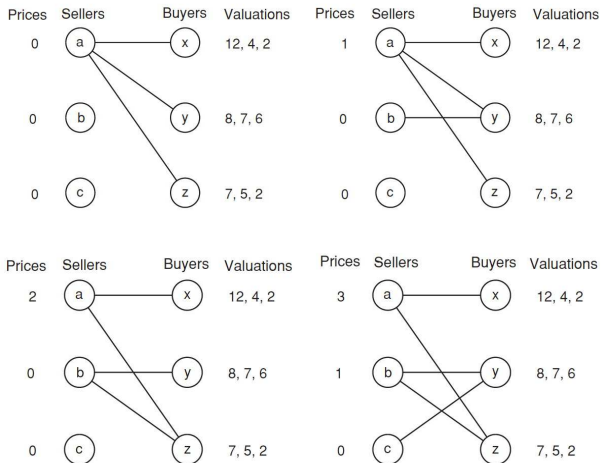 Prices Sellers Buyers Valuations
0 a x 12, 4, 2
0 b y 8, 7, 6
0 c z 7, 5, 2
Prices Sellers Buyers Valuations
1 a x 12, 4, 2
0 b y 8, 7, 6
0 c z 7, 5, 2
Prices Sellers Buyers Valuations
2 a x 12, 4, 2
0 b y 8, 7, 6
0 c z 7, 5, 2
Prices Sellers Buyers Valuations
3 a x 12, 4, 2
1 b y 8, 7, 6
0 c z 7, 5, 2